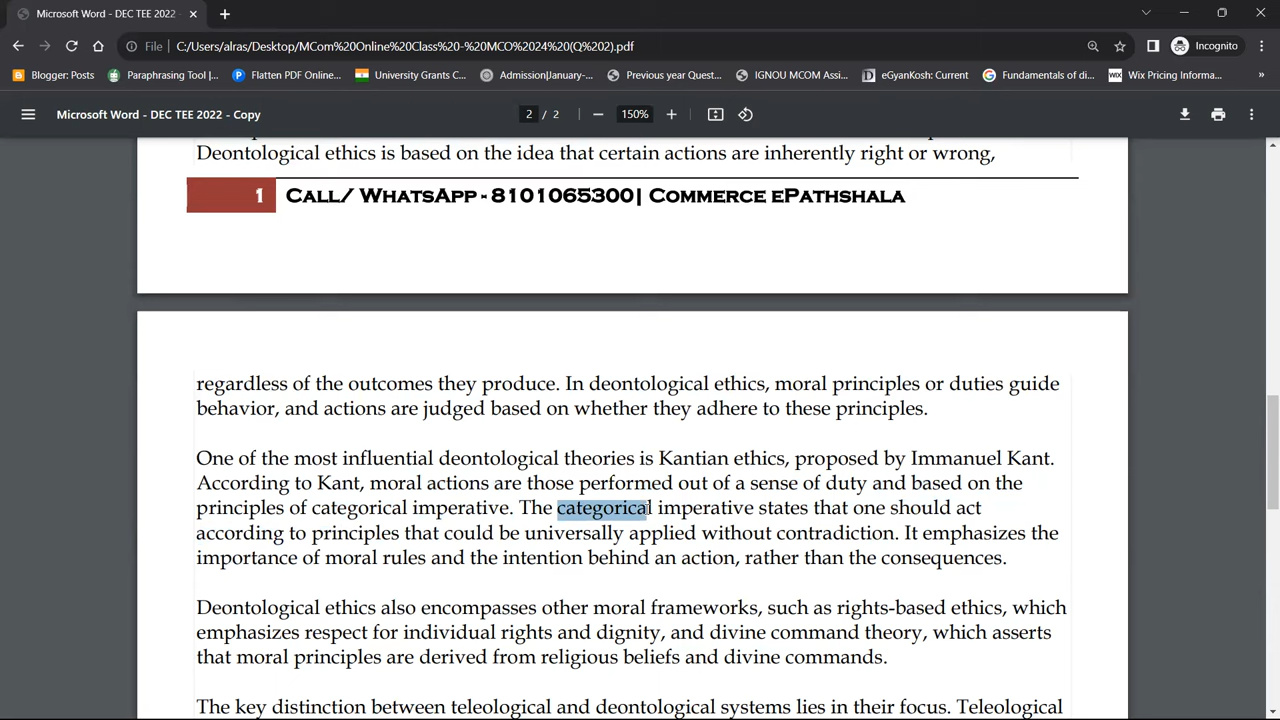 Microsoft Word - DEC TEE 2022 -
File C:/Users/alras/Desktop/MCom%20Online%20Class%20-%20MCO%2024%20(Q%202).pdf Incognito
Blogger: Posts Paraphrasing Tool |... Flatten PDF Online... University Grants C... Admission|January-... Previous year Quest... IGNOU MCOM Assi... eGyanKosh: Current Fundamentals of di... WIX Wix Pricing Informa... »
Microsoft Word - DEC TEE 2022 - Copy 2 / 2 150%
Deontological ethics is based on the idea that certain actions are inherently right or wrong,
1 CALL/ WHATSAPP - 8101065300| COMMERCE EPATHSHALA
regardless of the outcomes they produce. In deontological ethics, moral principles or duties guide
behavior, and actions are judged based on whether they adhere to these principles.
One of the most influential deontological theories is Kantian ethics, proposed by Immanuel Kant.
According to Kant, moral actions are those performed out of a sense of duty and based on the
principles of categorical imperative. The categorical imperative states that one should act
according to principles that could be universally applied without contradiction. It emphasizes the
importance of moral rules and the intention behind an action, rather than the consequences.
Deontological ethics also encompasses other moral frameworks, such as rights-based ethics, which
emphasizes respect for individual rights and dignity, and divine command theory, which asserts
that moral principles are derived from religious beliefs and divine commands.
The key distinction between teleological and deontological systems lies in their focus. Teleological